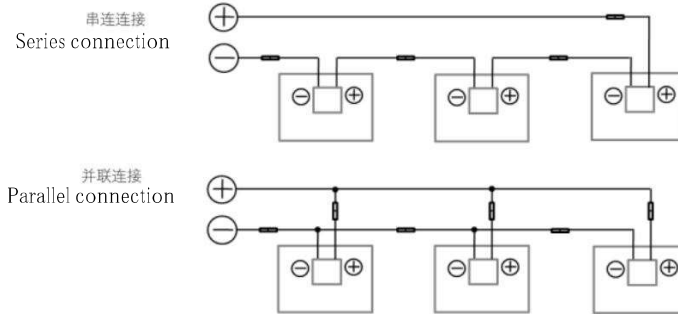 串连连接
Series connection
并联连接
Parallel connection